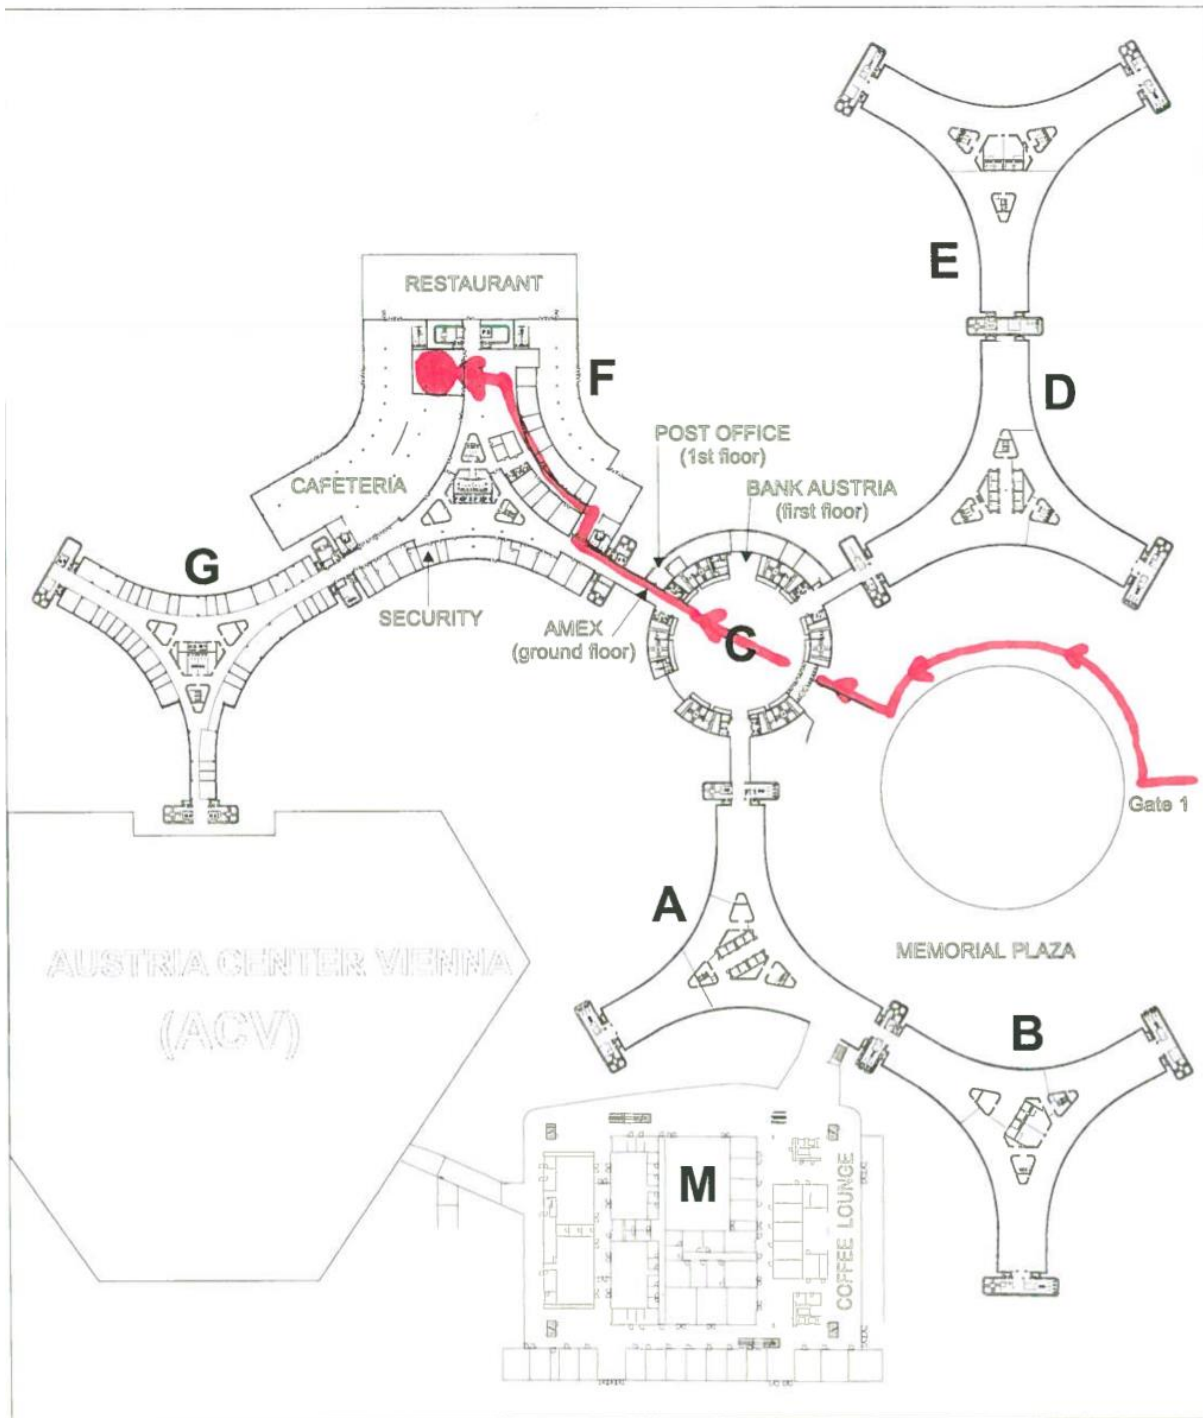 E
RESTAURANT
F
D
POST OFFICE
(1st floor)
BANK AUSTRIA
(first floor)
CAFETERIA
G
SECURITY
AMEX
(ground floor)
C
Gate 1
A
MEMORIAL PLAZA
AUSTRIA CENTER VIENNA
(ACV)
B
M
COFFEE LOUNGE